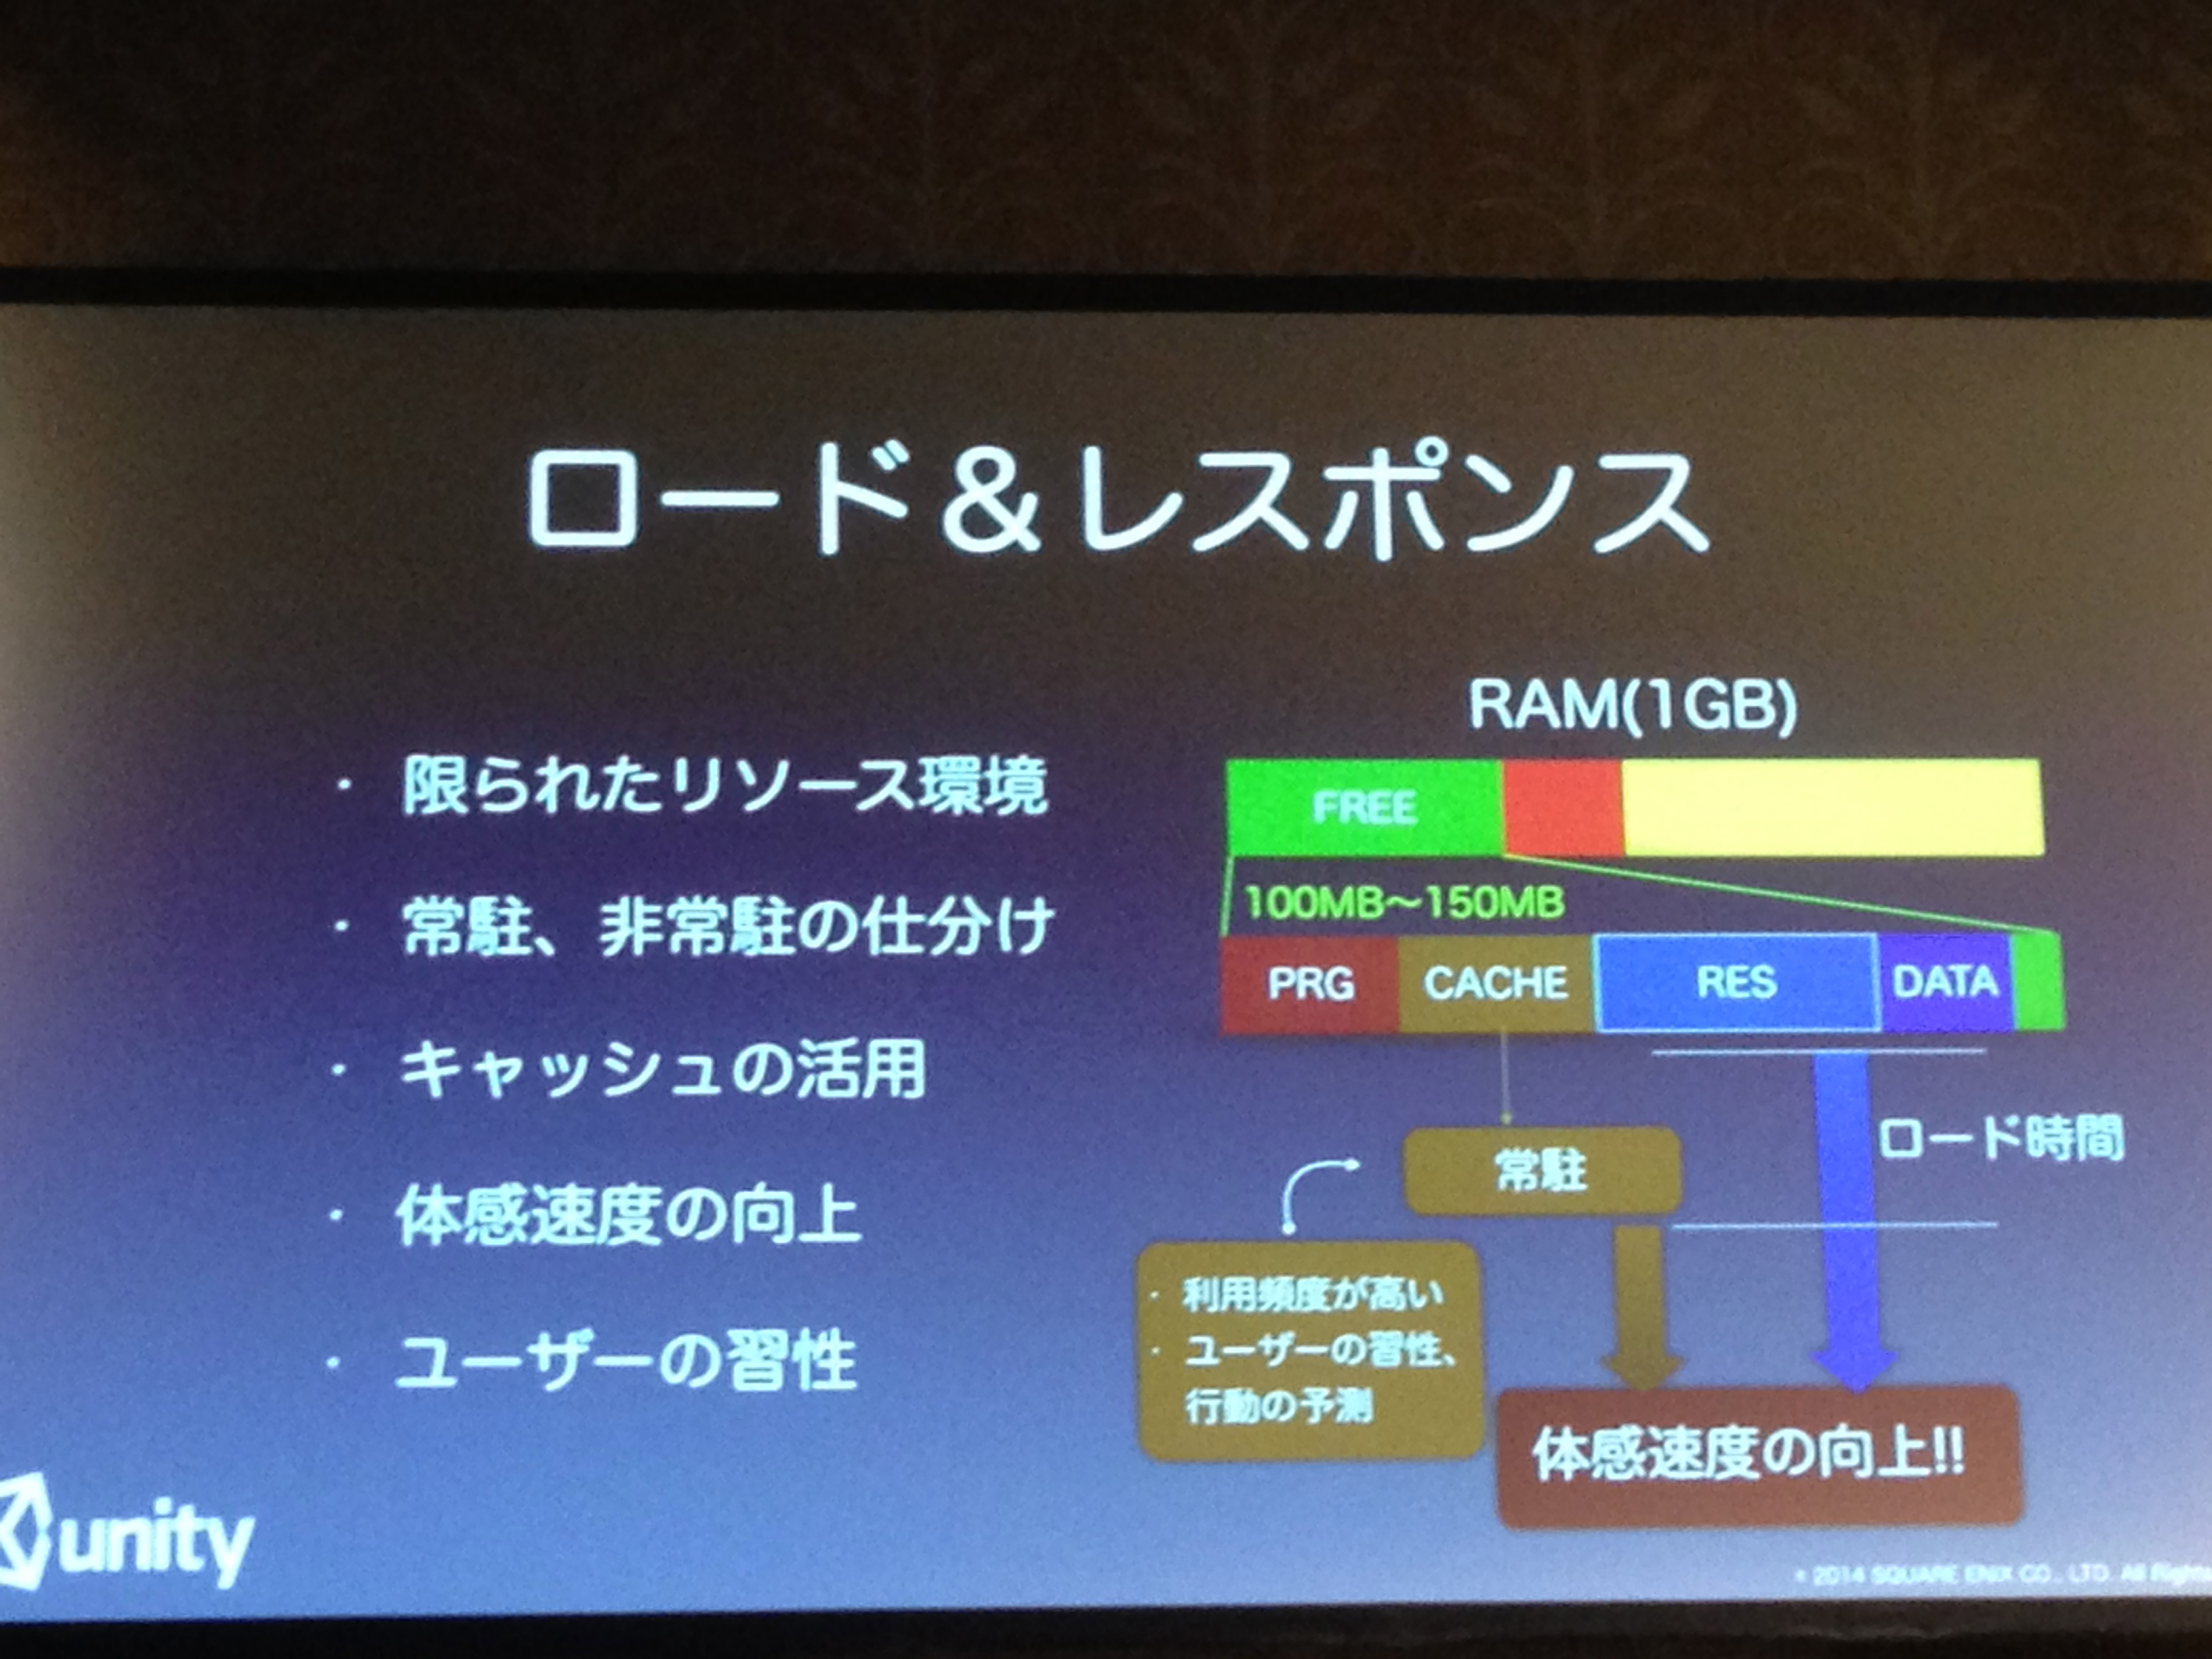 ロード＆レスポンス
・ 限られたリソース環境
・ 常駐、非常駐の仕分け
・ キャッシュの活用
・ 体感速度の向上
・ ユーザーの習性
RAM(1GB)
FREE
100MB〜150MB
PRG CACHE RES DATA
ロード時間
常駐
・ 利用頻度が高い
・ ユーザーの習性、
行動の予測
体感速度の向上!!
unity
© 2014 SQUARE ENIX CO., LTD. All Rights